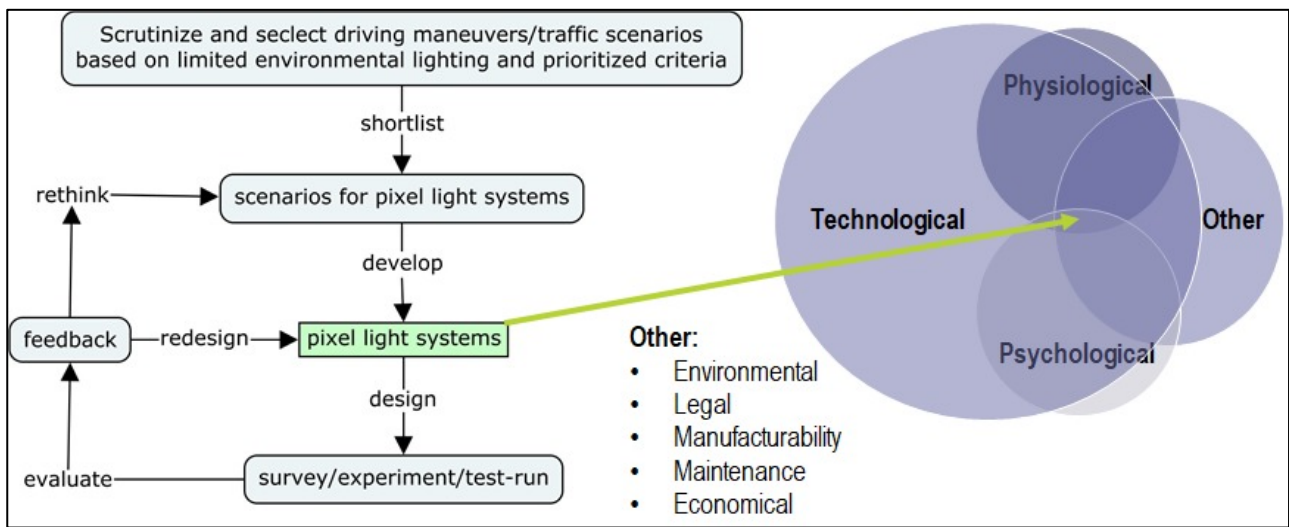 Scrutinize and seclect driving maneuvers/traffic scenarios
based on limited environmental lighting and prioritized criteria
shortlist
rethink
scenarios for pixel light systems
develop
feedback
redesign
pixel light systems
design
evaluate
survey/experiment/test-run
Other:
• Environmental
• Legal
• Manufacturability
• Maintenance
• Economical
Physiological
Technological
Other
Psychological